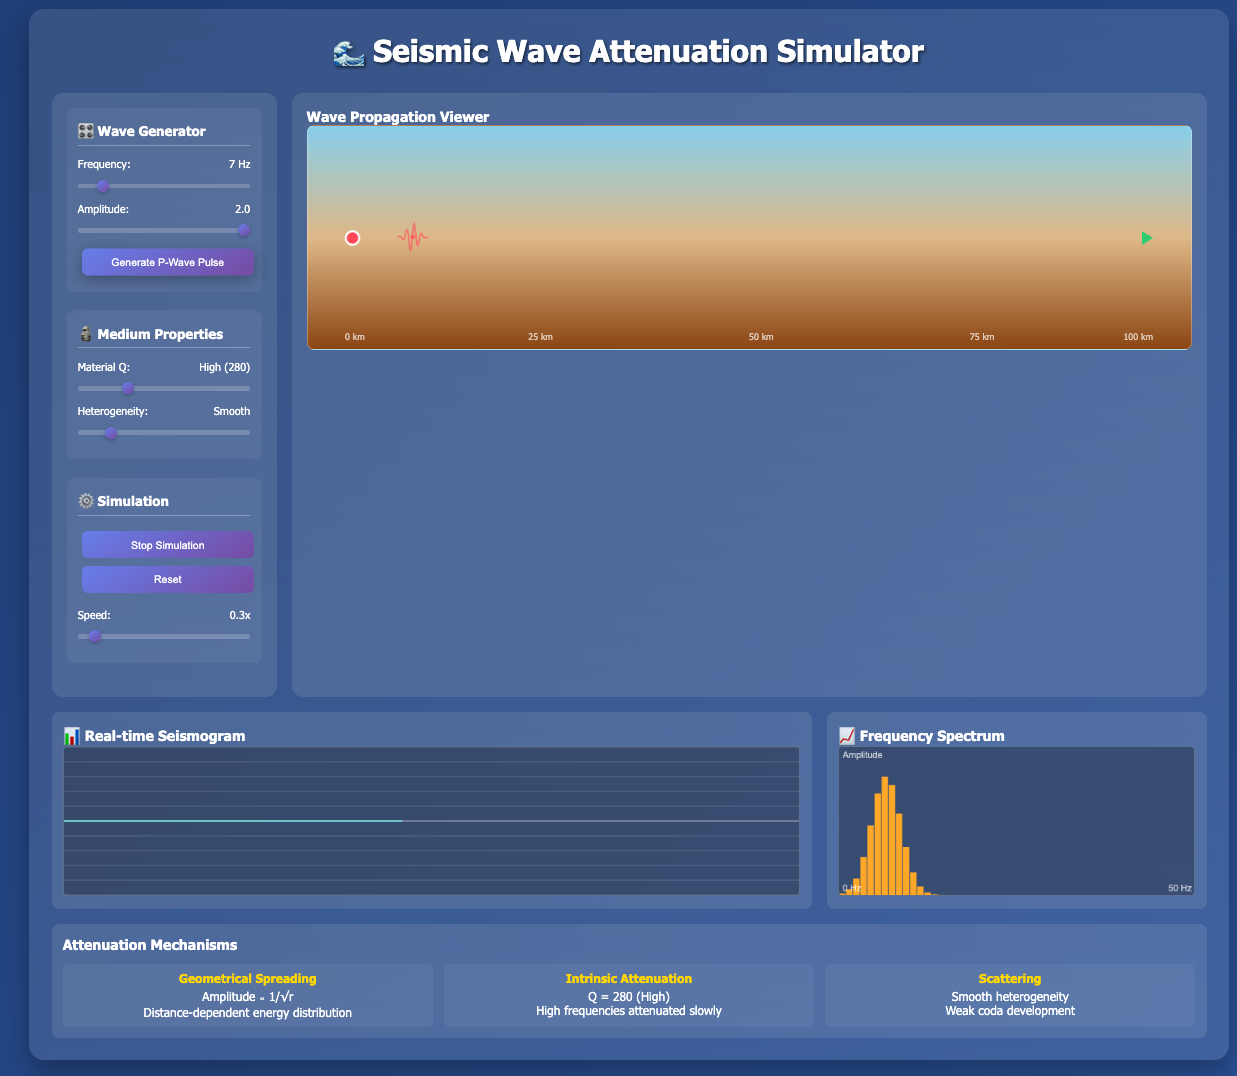 Seismic Wave Attenuation Simulator
Wave Generator
Frequency: 7 Hz
Amplitude: 2.0
Generate P-Wave Pulse
Medium Properties
Material Q: High (280)
Heterogeneity: Smooth
Simulation
Stop Simulation
Reset
Speed: 0.3x
Wave Propagation Viewer
0 km 25 km 50 km 75 km 100 km
Real-time Seismogram
Frequency Spectrum
Amplitude
0 Hz 50 Hz
Attenuation Mechanisms
Geometrical Spreading
Amplitude ∝ 1/√r
Distance-dependent energy distribution
Intrinsic Attenuation
Q = 280 (High)
High frequencies attenuated slowly
Scattering
Smooth heterogeneity
Weak coda development